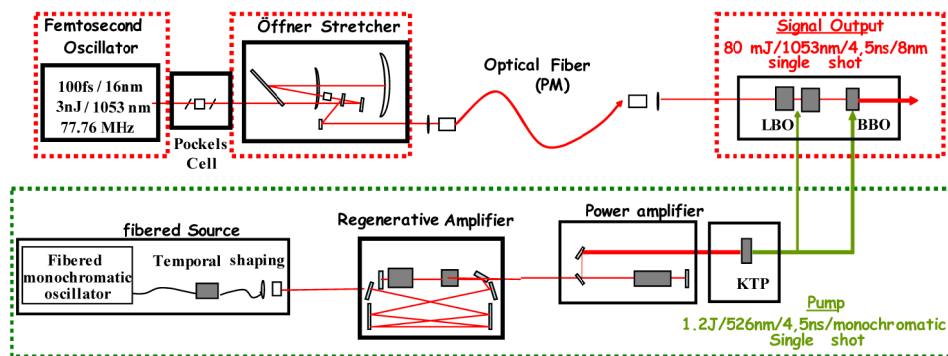 Femtosecond
Oscillator
100fs / 16nm
3nJ / 1053 nm
77.76 MHz
Pockels
Cell
Öffner Stretcher
Optical Fiber
(PM)
Signal Output
80 mJ/1053nm/4,5ns/8nm
single shot
LBO
BBO
fibered Source
Fibered
monochromatic
oscillator
Temporal shaping
Regenerative Amplifier
Power amplifier
KTP
Pump
1.2J/526nm/4,5ns/monochromatic
Single shot